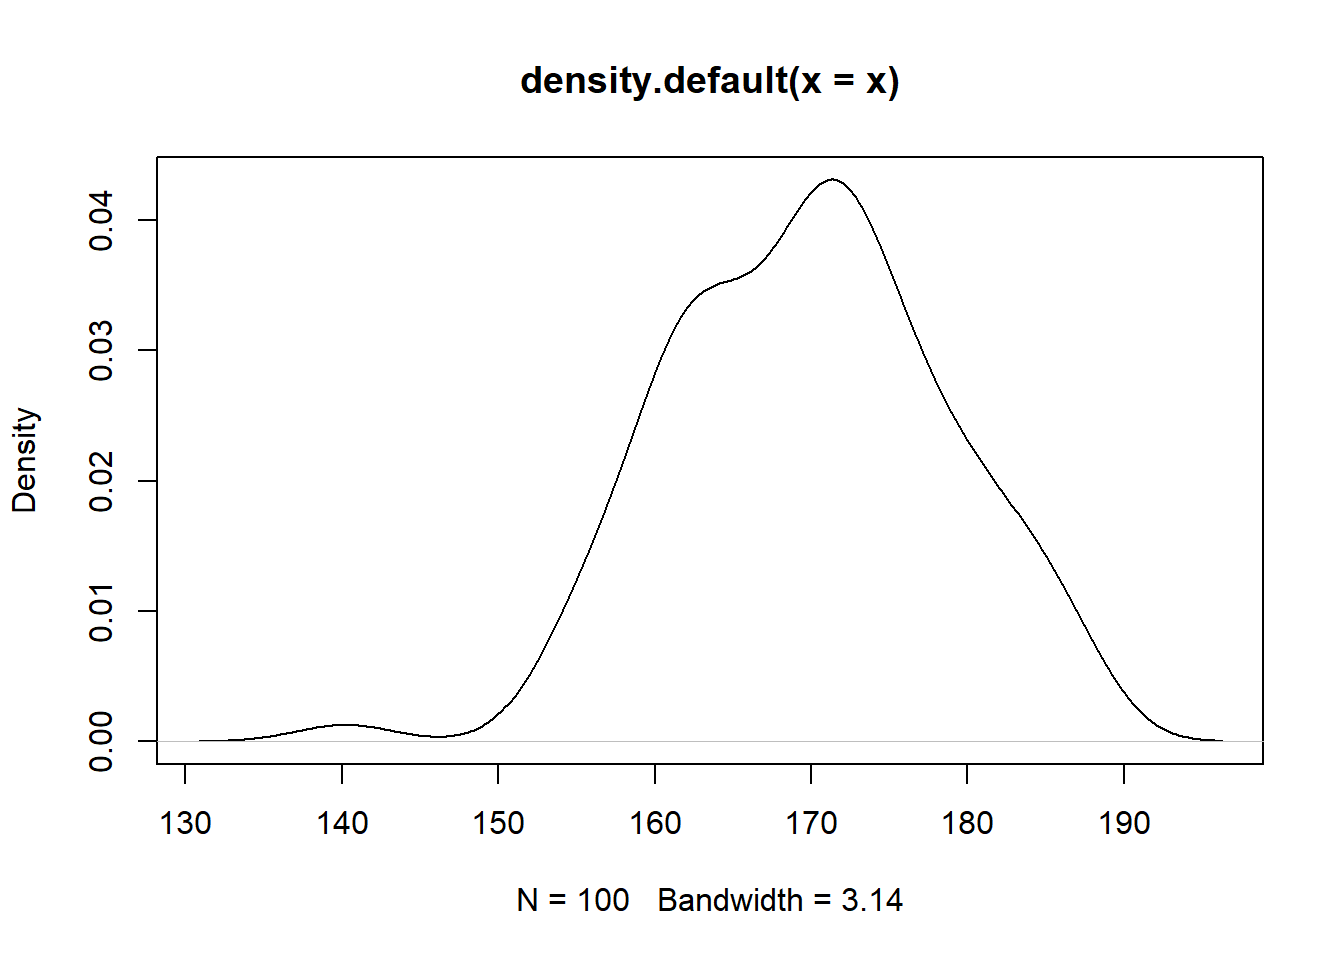 density.default(x = x)
Density
0.00
0.01
0.02
0.03
0.04
130 140 150 160 170 180 190
N = 100 Bandwidth = 3.14